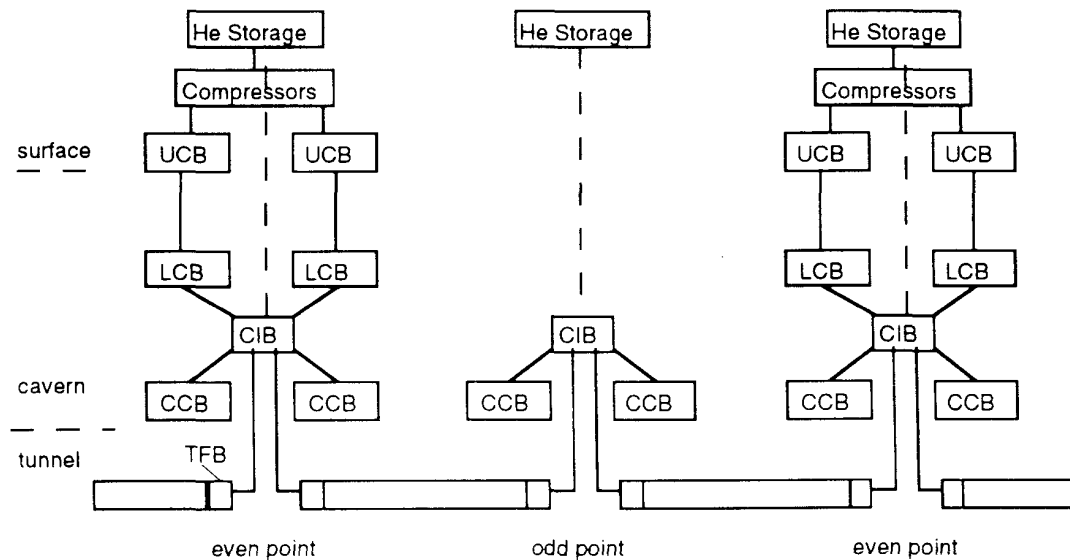 He Storage He Storage He Storage
Compressors Compressors
surface UCB UCB UCB UCB
LCB LCB LCB LCB
CIB CIB CIB
cavern CCB CCB CCB CCB CCB CCB
tunnel TFB
even point odd point even point